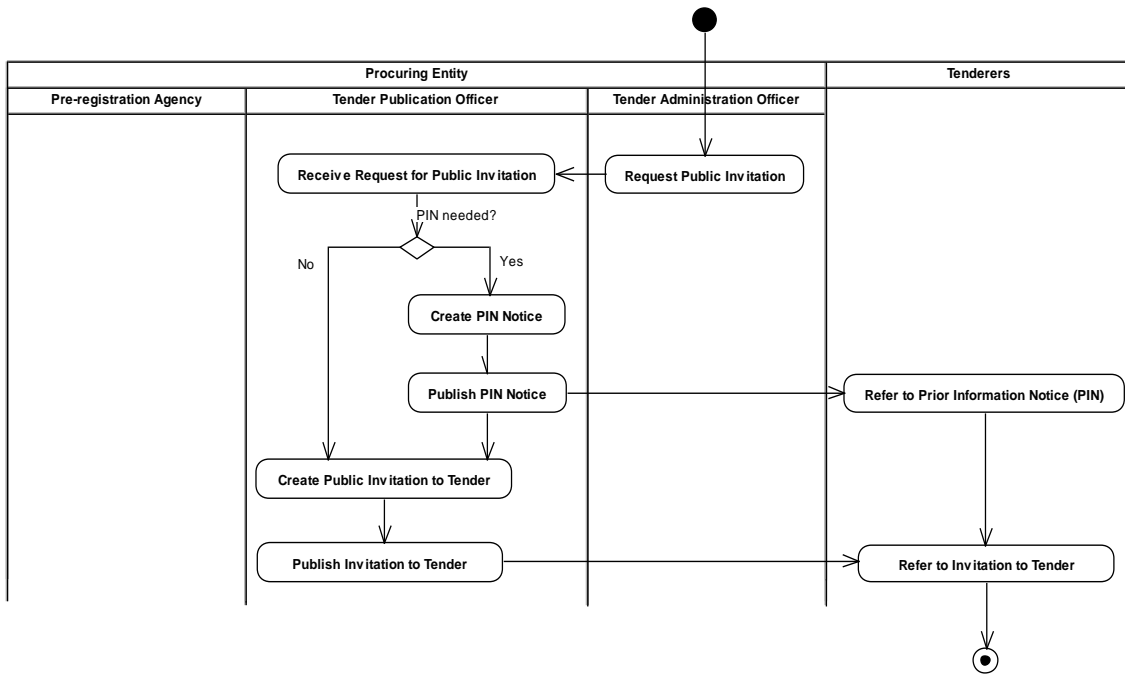 Procuring Entity
Tenderers
Pre-registration Agency
Tender Publication Officer
Tender Administration Officer
Receive Request for Public Invitation
Request Public Invitation
PIN needed?
No
Yes
Create PIN Notice
Publish PIN Notice
Refer to Prior Information Notice (PIN)
Create Public Invitation to Tender
Publish Invitation to Tender
Refer to Invitation to Tender